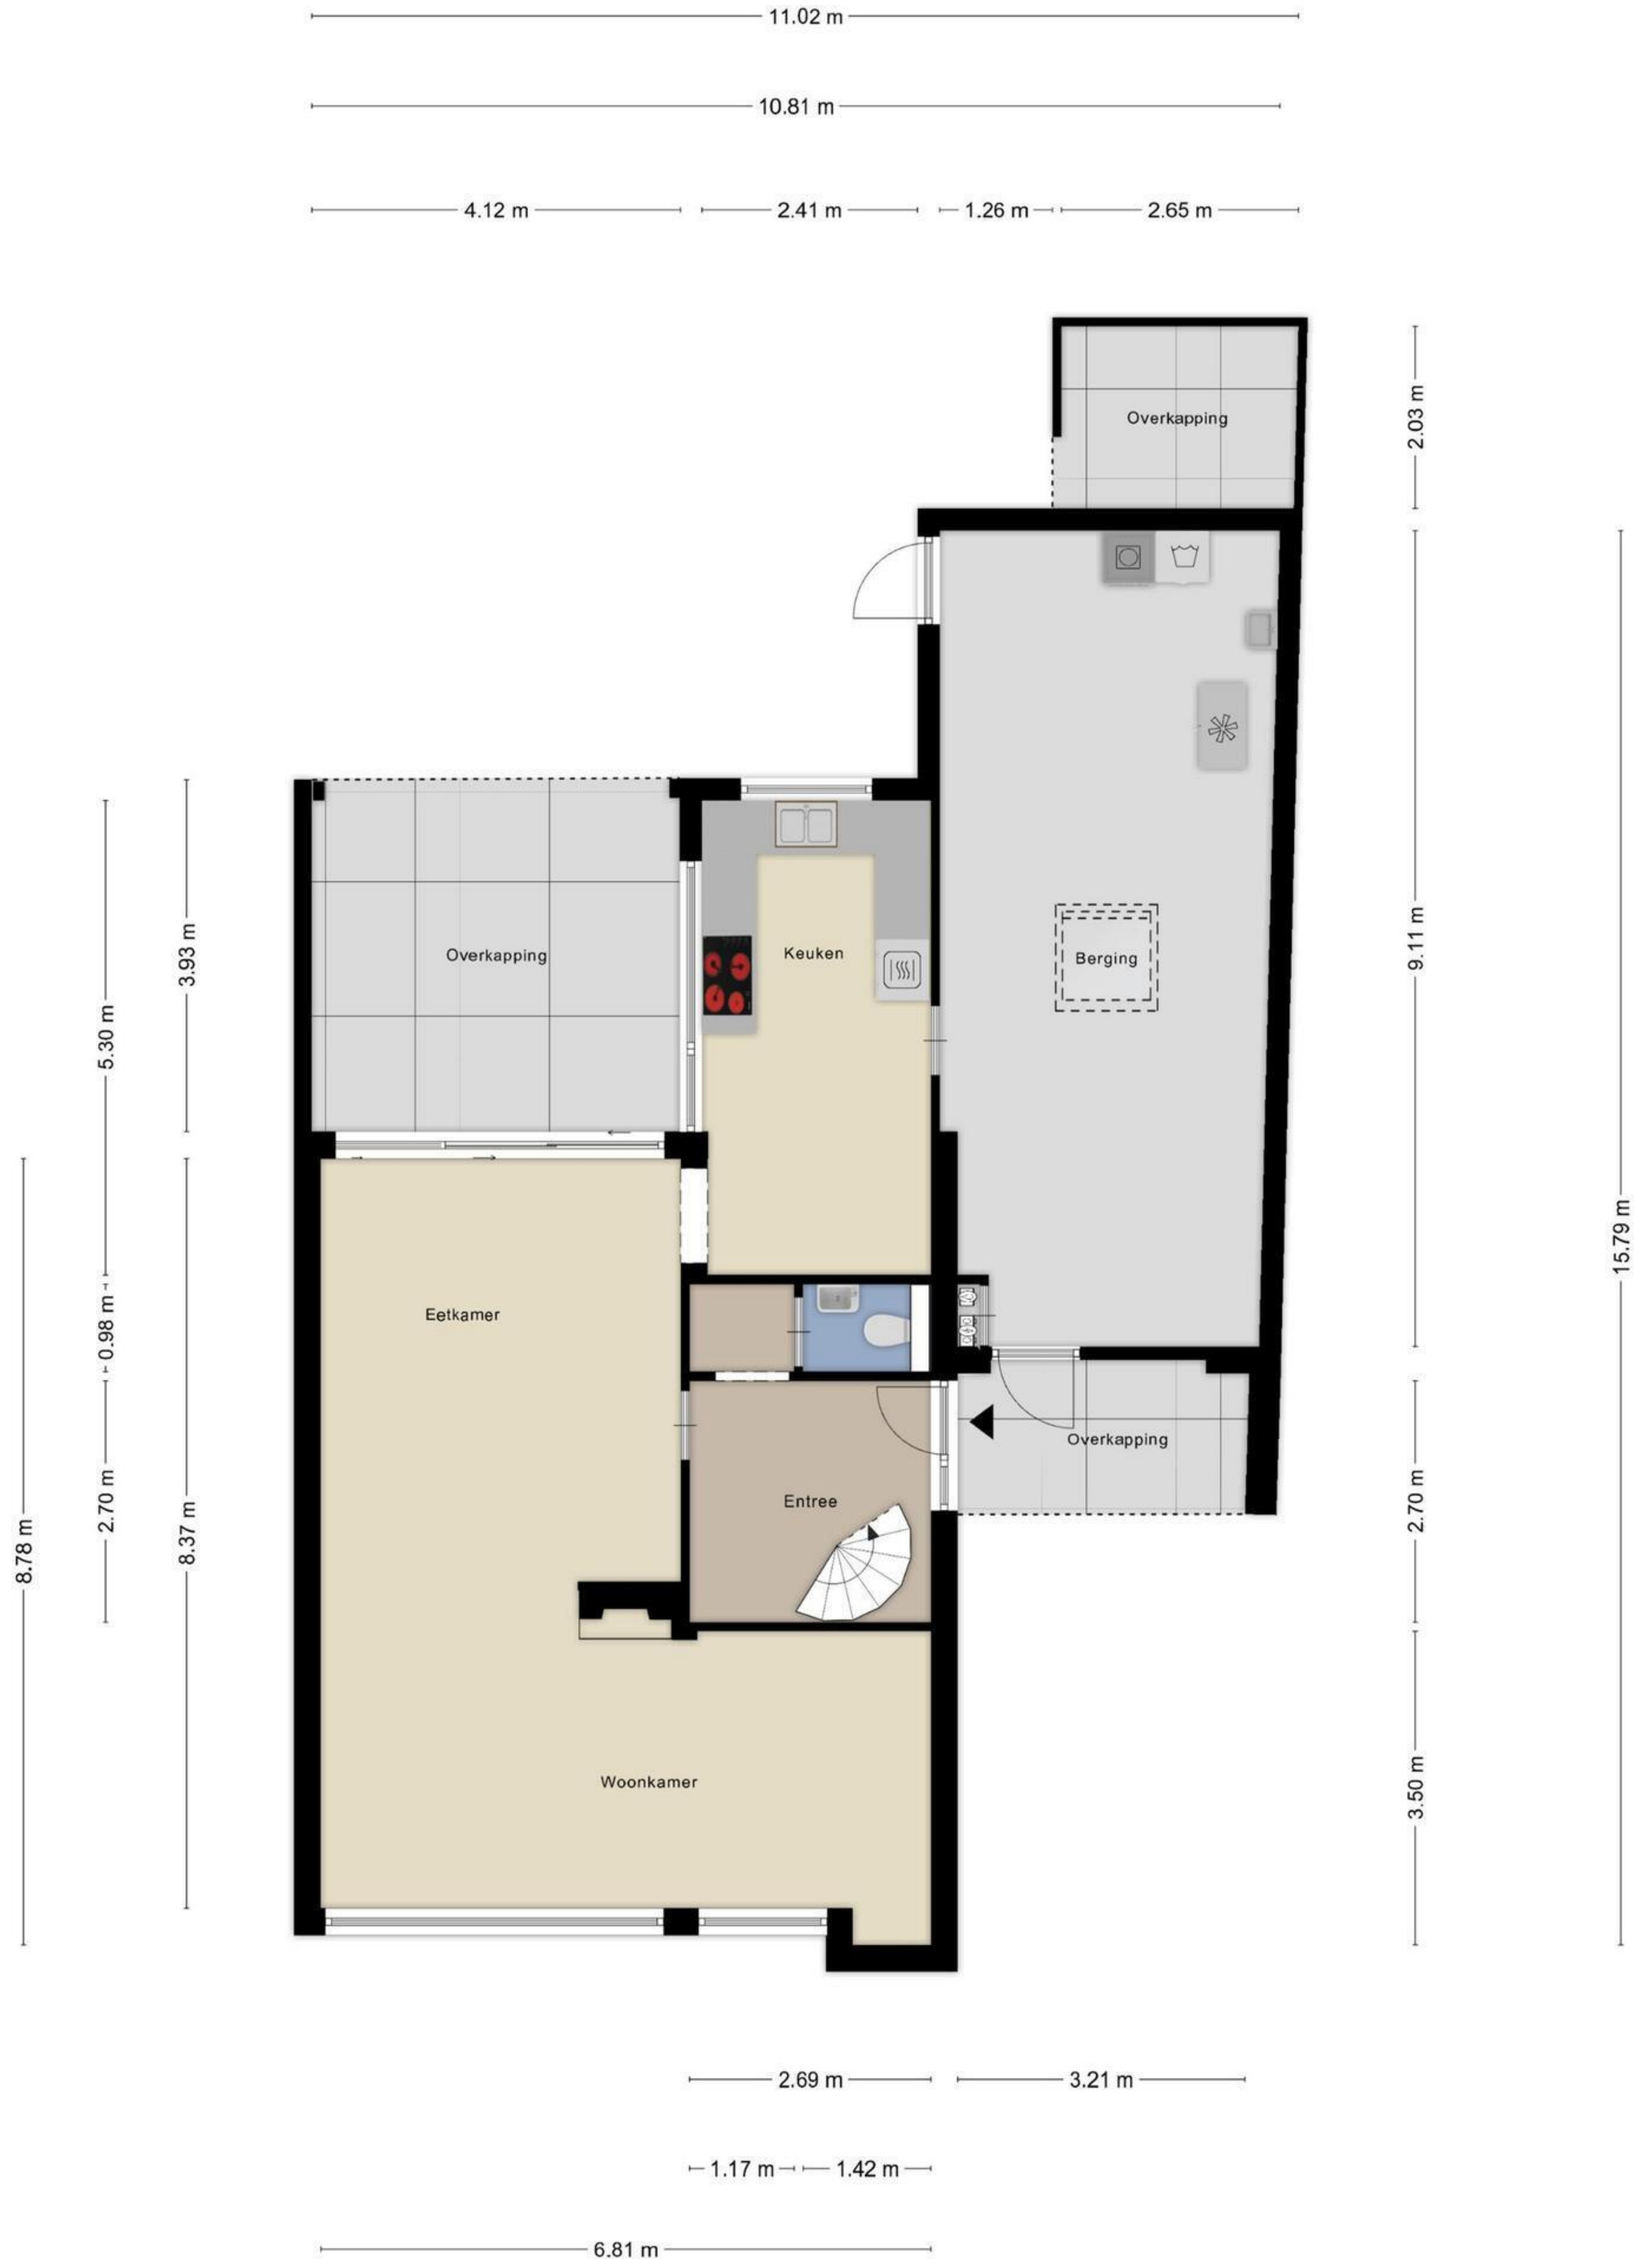 11.02 m
10.81 m
4.12 m
2.41 m
1.26 m
2.65 m
Overkapping
2.03 m
Overkapping
Keuken
Berging
3.93 m
5.30 m
9.11 m
15.79 m
Eetkamer
0.98 m
Overkapping
Entree
2.70 m
8.37 m
8.78 m
2.70 m
Woonkamer
3.50 m
2.69 m
3.21 m
1.17 m
1.42 m
6.81 m